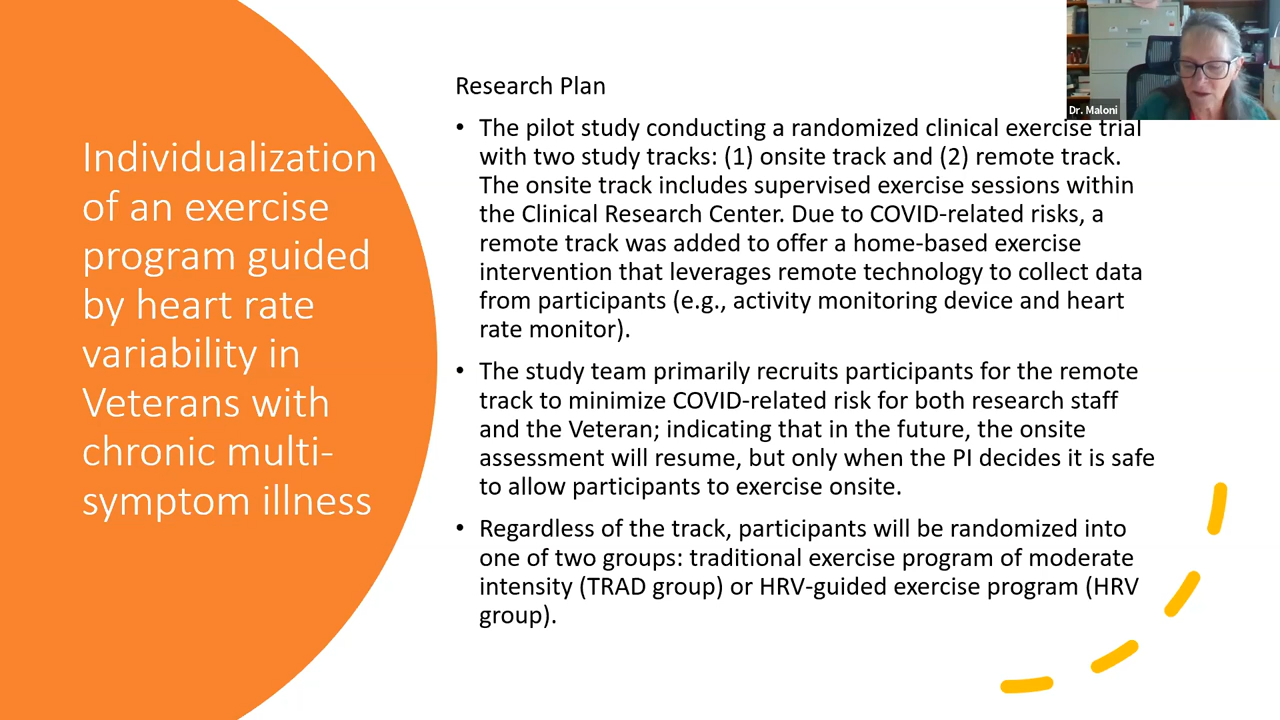 Individualization
of an exercise
program guided
by heart rate
variability in
Veterans with
chronic multi-
symptom illness
Research Plan
• The pilot study conducting a randomized clinical exercise trial
with two study tracks: (1) onsite track and (2) remote track.
The onsite track includes supervised exercise sessions within
the Clinical Research Center. Due to COVID-related risks, a
remote track was added to offer a home-based exercise
intervention that leverages remote technology to collect data
from participants (e.g., activity monitoring device and heart
rate monitor).
• The study team primarily recruits participants for the remote
track to minimize COVID-related risk for both research staff
and the Veteran; indicating that in the future, the onsite
assessment will resume, but only when the PI decides it is safe
to allow participants to exercise onsite.
• Regardless of the track, participants will be randomized into
one of two groups: traditional exercise program of moderate
intensity (TRAD group) or HRV-guided exercise program (HRV
group).
Dr. Maloni